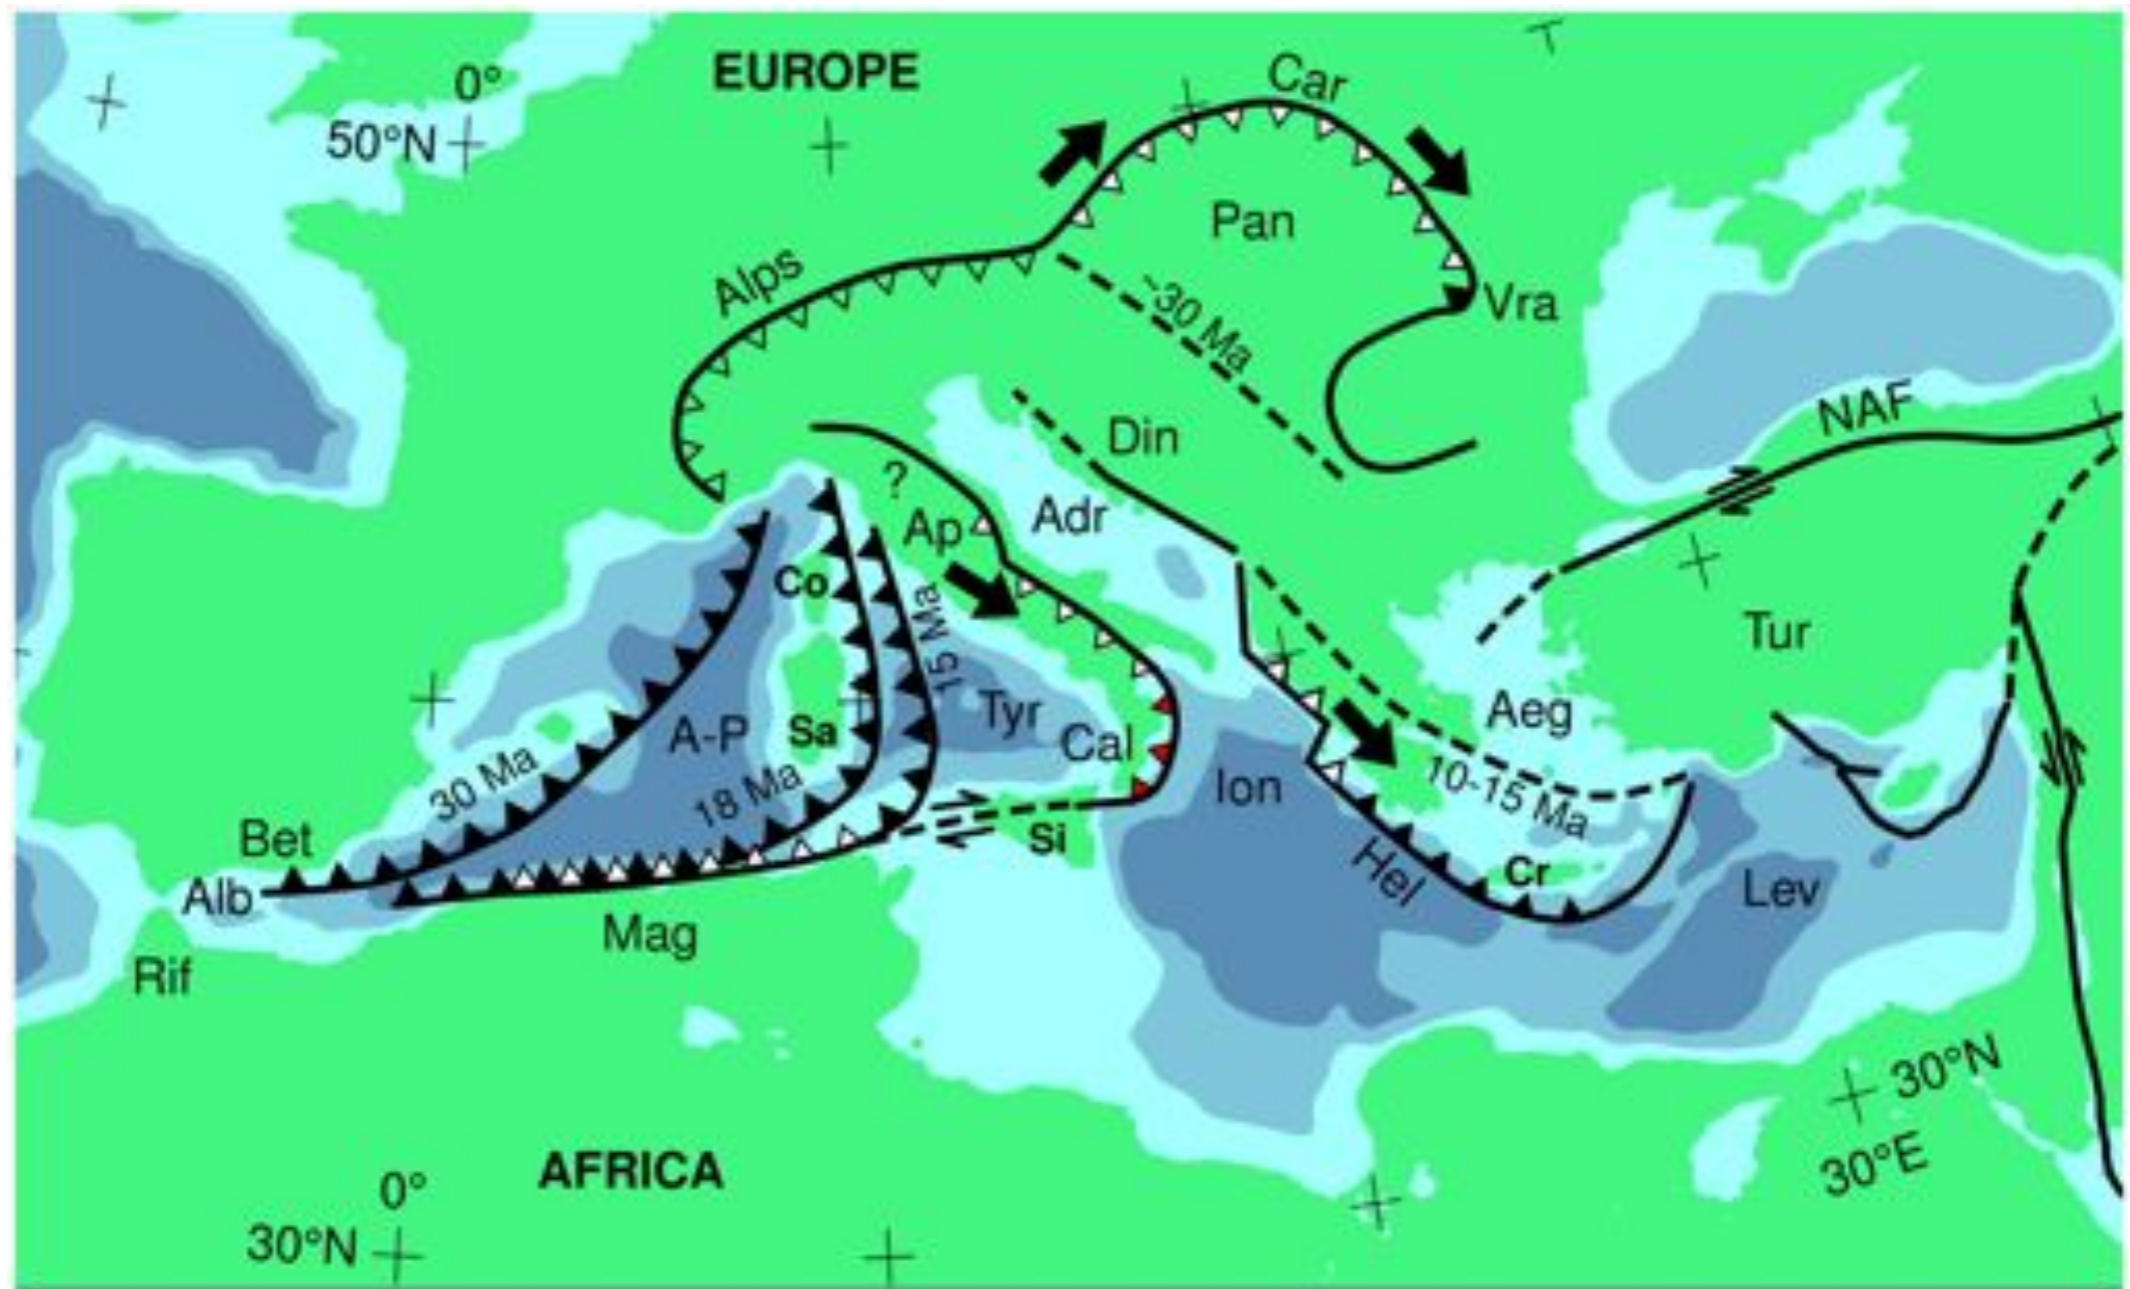 EUROPE
Car
0°
50°N
Pan
Alps
~30 Ma
Vra
NAF
Din
?
Ap
Adr
Co
15 Ma
Tur
A-P
Sa
Tyr
Cal
Aeg
30 Ma
18 Ma
Ion
10-15 Ma
Bet
Si
Alb
Hel
Cr
Lev
Mag
Rif
30°N
30°E
AFRICA
0°
30°N